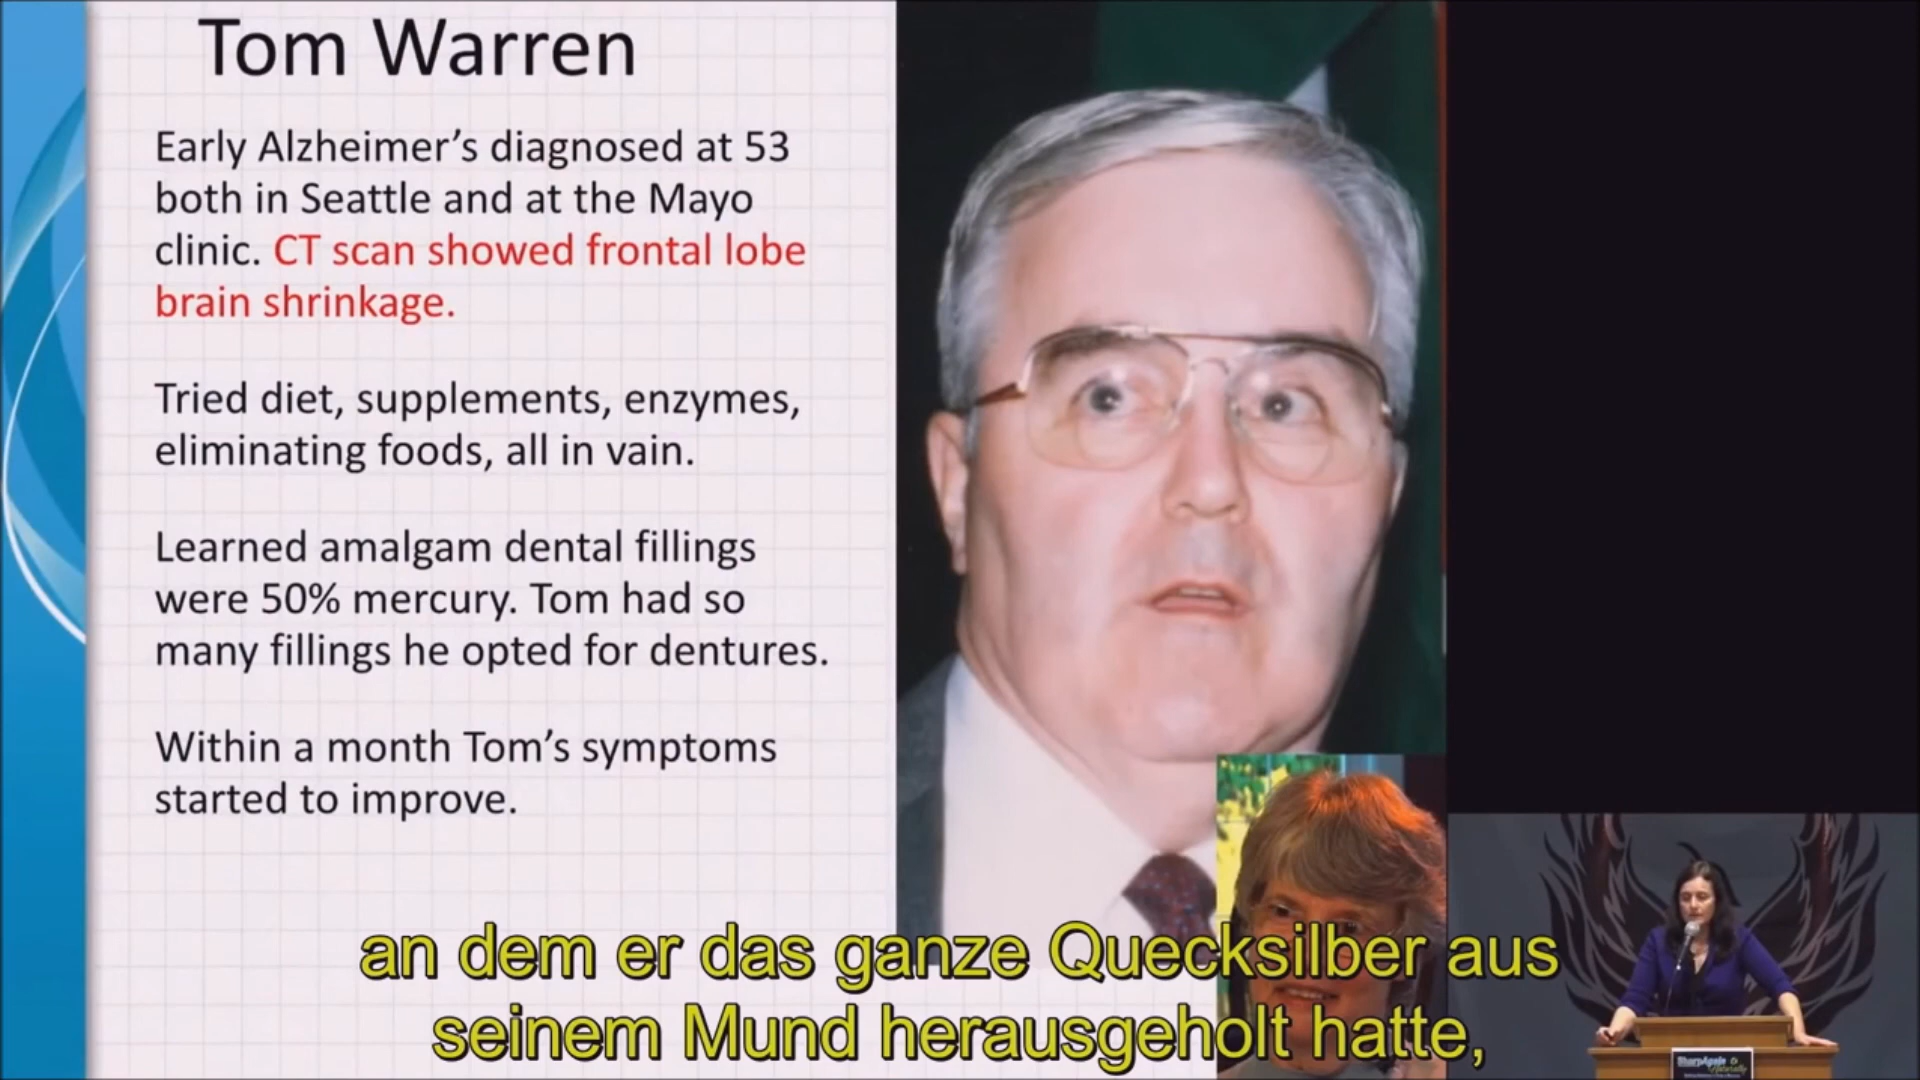 Tom Warren
Early Alzheimer’s diagnosed at 53
both in Seattle and at the Mayo
clinic. CT scan showed frontal lobe
brain shrinkage.
Tried diet, supplements, enzymes,
eliminating foods, all in vain.
Learned amalgam dental fillings
were 50% mercury. Tom had so
many fillings he opted for dentures.
Within a month Tom’s symptoms
started to improve.
an dem er das ganze Quecksilber aus
seinem Mund herausgeholt hatte,
SharpAgain
Naturally